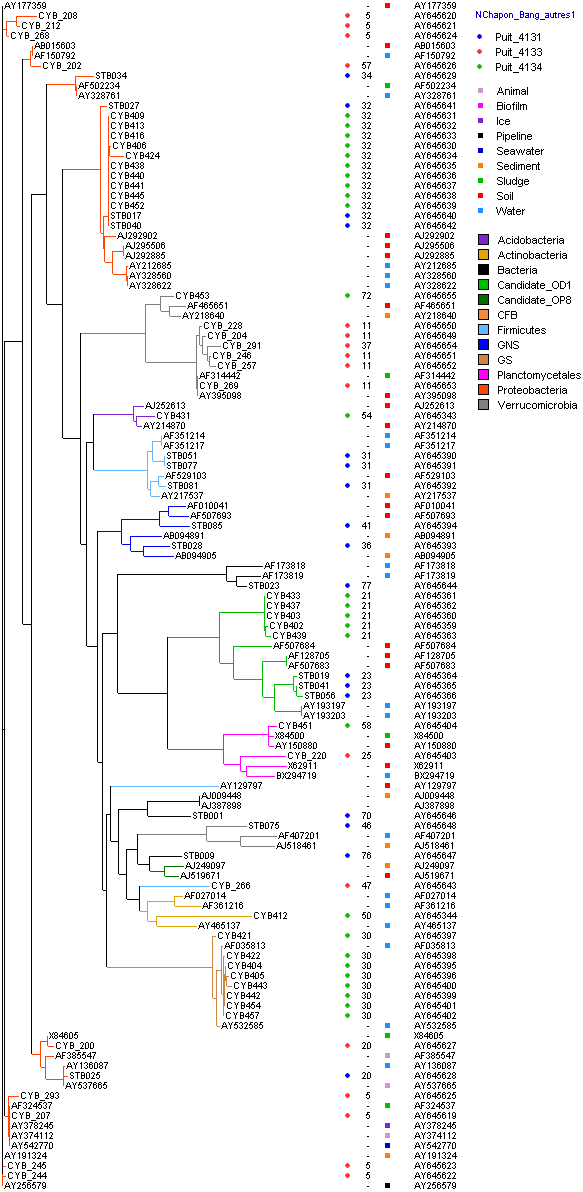 AY177359 - AY177359
CYB_208 5 AY645620
CYB_212 5 AY645621
CYB_268 5 AY645624
AB015603 - AB015603
AF150792 - AF150792
CYB_202 57 AY645626
STB034 34 AY645629
AF502234 - AF502234
AY328761 - AY328761
STB027 32 AY645641
CYB409 32 AY645631
CYB413 32 AY645632
CYB416 32 AY645633
CYB406 32 AY645630
CYB424 32 AY645634
CYB438 32 AY645635
CYB440 32 AY645636
CYB441 32 AY645637
CYB445 32 AY645638
CYB452 32 AY645639
STB017 32 AY645640
STB040 32 AY645642
AJ292902 - AJ292902
AJ295506 - AJ295506
AJ292885 - AJ292885
AY212685 - AY212685
AY328560 - AY328560
AY328622 - AY328622
CYB453 72 AY645655
AF465651 - AF465651
AY218640 - AY218640
CYB_228 11 AY645650
CYB_204 11 AY645649
CYB_291 37 AY645654
CYB_246 11 AY645651
CYB_257 11 AY645652
AF314442 - AF314442
CYB_269 11 AY645653
AY395098 - AY395098
AJ252613 - AJ252613
CYB431 54 AY645343
AY214870 - AY214870
AF351214 - AF351214
AF351217 - AF351217
STB051 31 AY645390
STB077 31 AY645391
AF529103 - AF529103
STB081 31 AY645392
AY217537 - AY217537
AF010041 - AF010041
AF507693 - AF507693
STB085 41 AY645394
AB094891 - AB094891
STB028 36 AY645393
AB094905 - AB094905
AF173818 - AF173818
AF173819 - AF173819
STB023 77 AY645644
CYB433 21 AY645361
CYB437 21 AY645362
CYB403 21 AY645360
CYB402 21 AY645359
CYB439 21 AY645363
AF507684 - AF507684
AF128705 - AF128705
AF507683 - AF507683
STB019 23 AY645364
STB041 23 AY645365
STB056 23 AY645366
AY193197 - AY193197
AY193203 - AY193203
CYB451 58 AY645404
X84500 - X84500
AY150880 - AY150880
CYB_220 25 AY645403
X62911 - X62911
BX294719 - BX294719
AY129797 - AY129797
AJ009448 - AJ009448
AJ387898 - AJ387898
STB001 70 AY645646
STB075 46 AY645648
AF407201 - AF407201
AJ518461 - AJ518461
STB009 76 AY645647
AJ249097 - AJ249097
AJ519671 - AJ519671
CYB_266 47 AY645643
AF027014 - AF027014
AF361216 - AF361216
CYB412 50 AY645344
AY465137 - AY465137
CYB421 30 AY645397
AF035813 - AF035813
CYB422 30 AY645398
CYB404 30 AY645395
CYB405 30 AY645396
CYB443 30 AY645400
CYB442 30 AY645399
CYB454 30 AY645401
CYB457 30 AY645402
AY532585 - AY532585
X84605 - X84605
CYB_200 20 AY645627
AF385547 - AF385547
AY136087 - AY136087
STB025 20 AY645628
AY537665 - AY537665
CYB_293 5 AY645625
AF324537 - AF324537
CYB_207 5 AY645619
AY378245 - AY378245
AY374112 - AY374112
AY542770 - AY542770
AY191324 - AY191324
CYB_245 5 AY645623
CYB_244 5 AY645622
AY256579 - AY256579
NChapon_Bang_autres1
Puit_4131
Puit_4133
Puit_4134
Animal
Biofilm
Ice
Pipeline
Seawater
Sediment
Sludge
Soil
Water
Acidobacteria
Actinobacteria
Bacteria
Candidate_OD1
Candidate_OP8
CFB
Firmicutes
GNS
GS
Planctomycetales
Proteobacteria
Verrucomicrobia